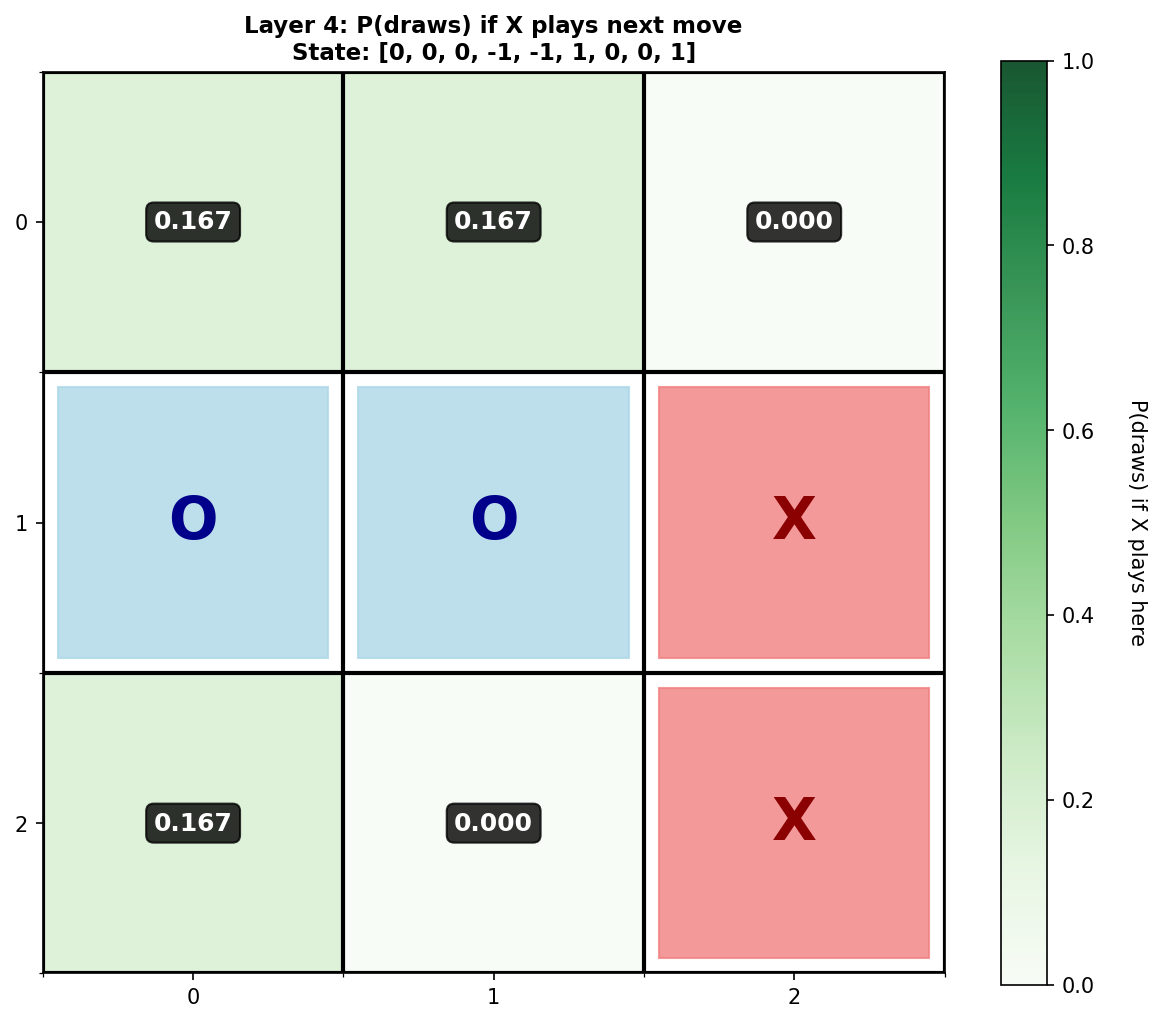 Layer 4: P(draws) if X plays next move
State: [0, 0, 0, -1, -1, 1, 0, 0, 1]
0.167 0.167 0.000
O O X
0.167 0.000 X
0
1
2
0 1 2
1.0
0.8
0.6
0.4
0.2
0.0
P(draws) if X plays here